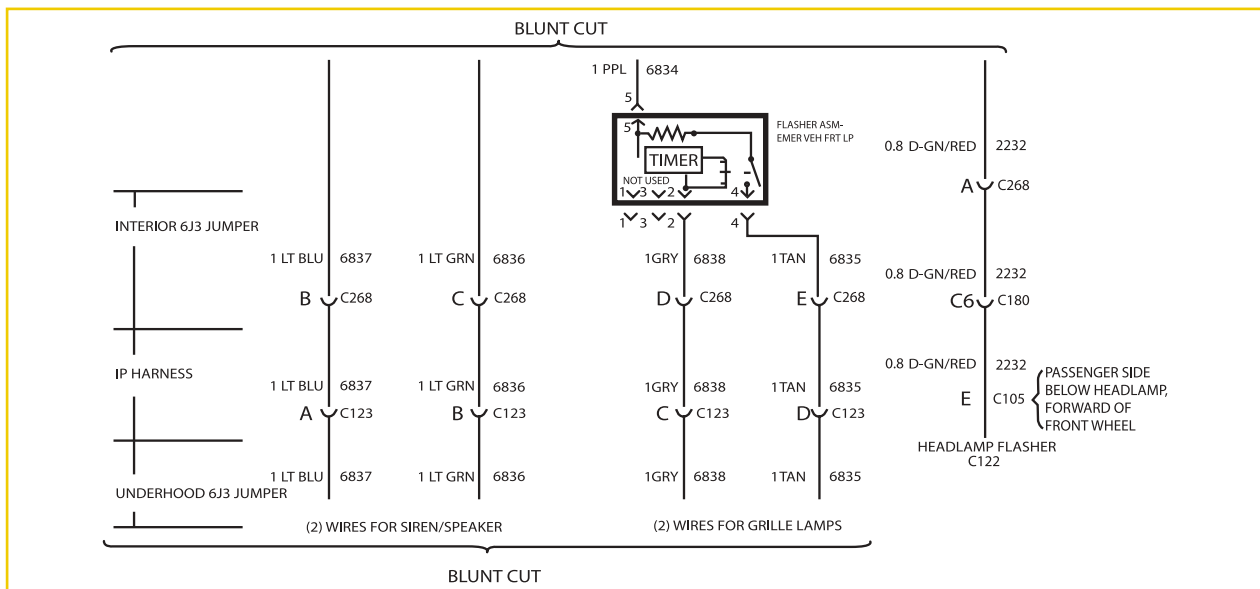 BLUNT CUT
1 PPL 6834
5
5
FLASHER ASM-
EMER VEH FRT LP
TIMER
NOT USED
1 3 2 4
1 3 2 4
0.8 D-GN/RED 2232
A C268
INTERIOR 6J3 JUMPER
1 LT BLU 6837
1 LT GRN 6836
1GRY 6838
1TAN 6835
0.8 D-GN/RED 2232
B C268
C C268
D C268
E C268
C6 C180
IP HARNESS
1 LT BLU 6837
1 LT GRN 6836
1GRY 6838
1TAN 6835
0.8 D-GN/RED 2232
A C123
B C123
C C123
D C123
E C105
PASSENGER SIDE
BELOW HEADLAMP,
FORWARD OF
FRONT WHEEL
HEADLAMP FLASHER
C122
1 LT BLU 6837
1 LT GRN 6836
1GRY 6838
1TAN 6835
UNDERHOOD 6J3 JUMPER
(2) WIRES FOR SIREN/SPEAKER
(2) WIRES FOR GRILLE LAMPS
BLUNT CUT